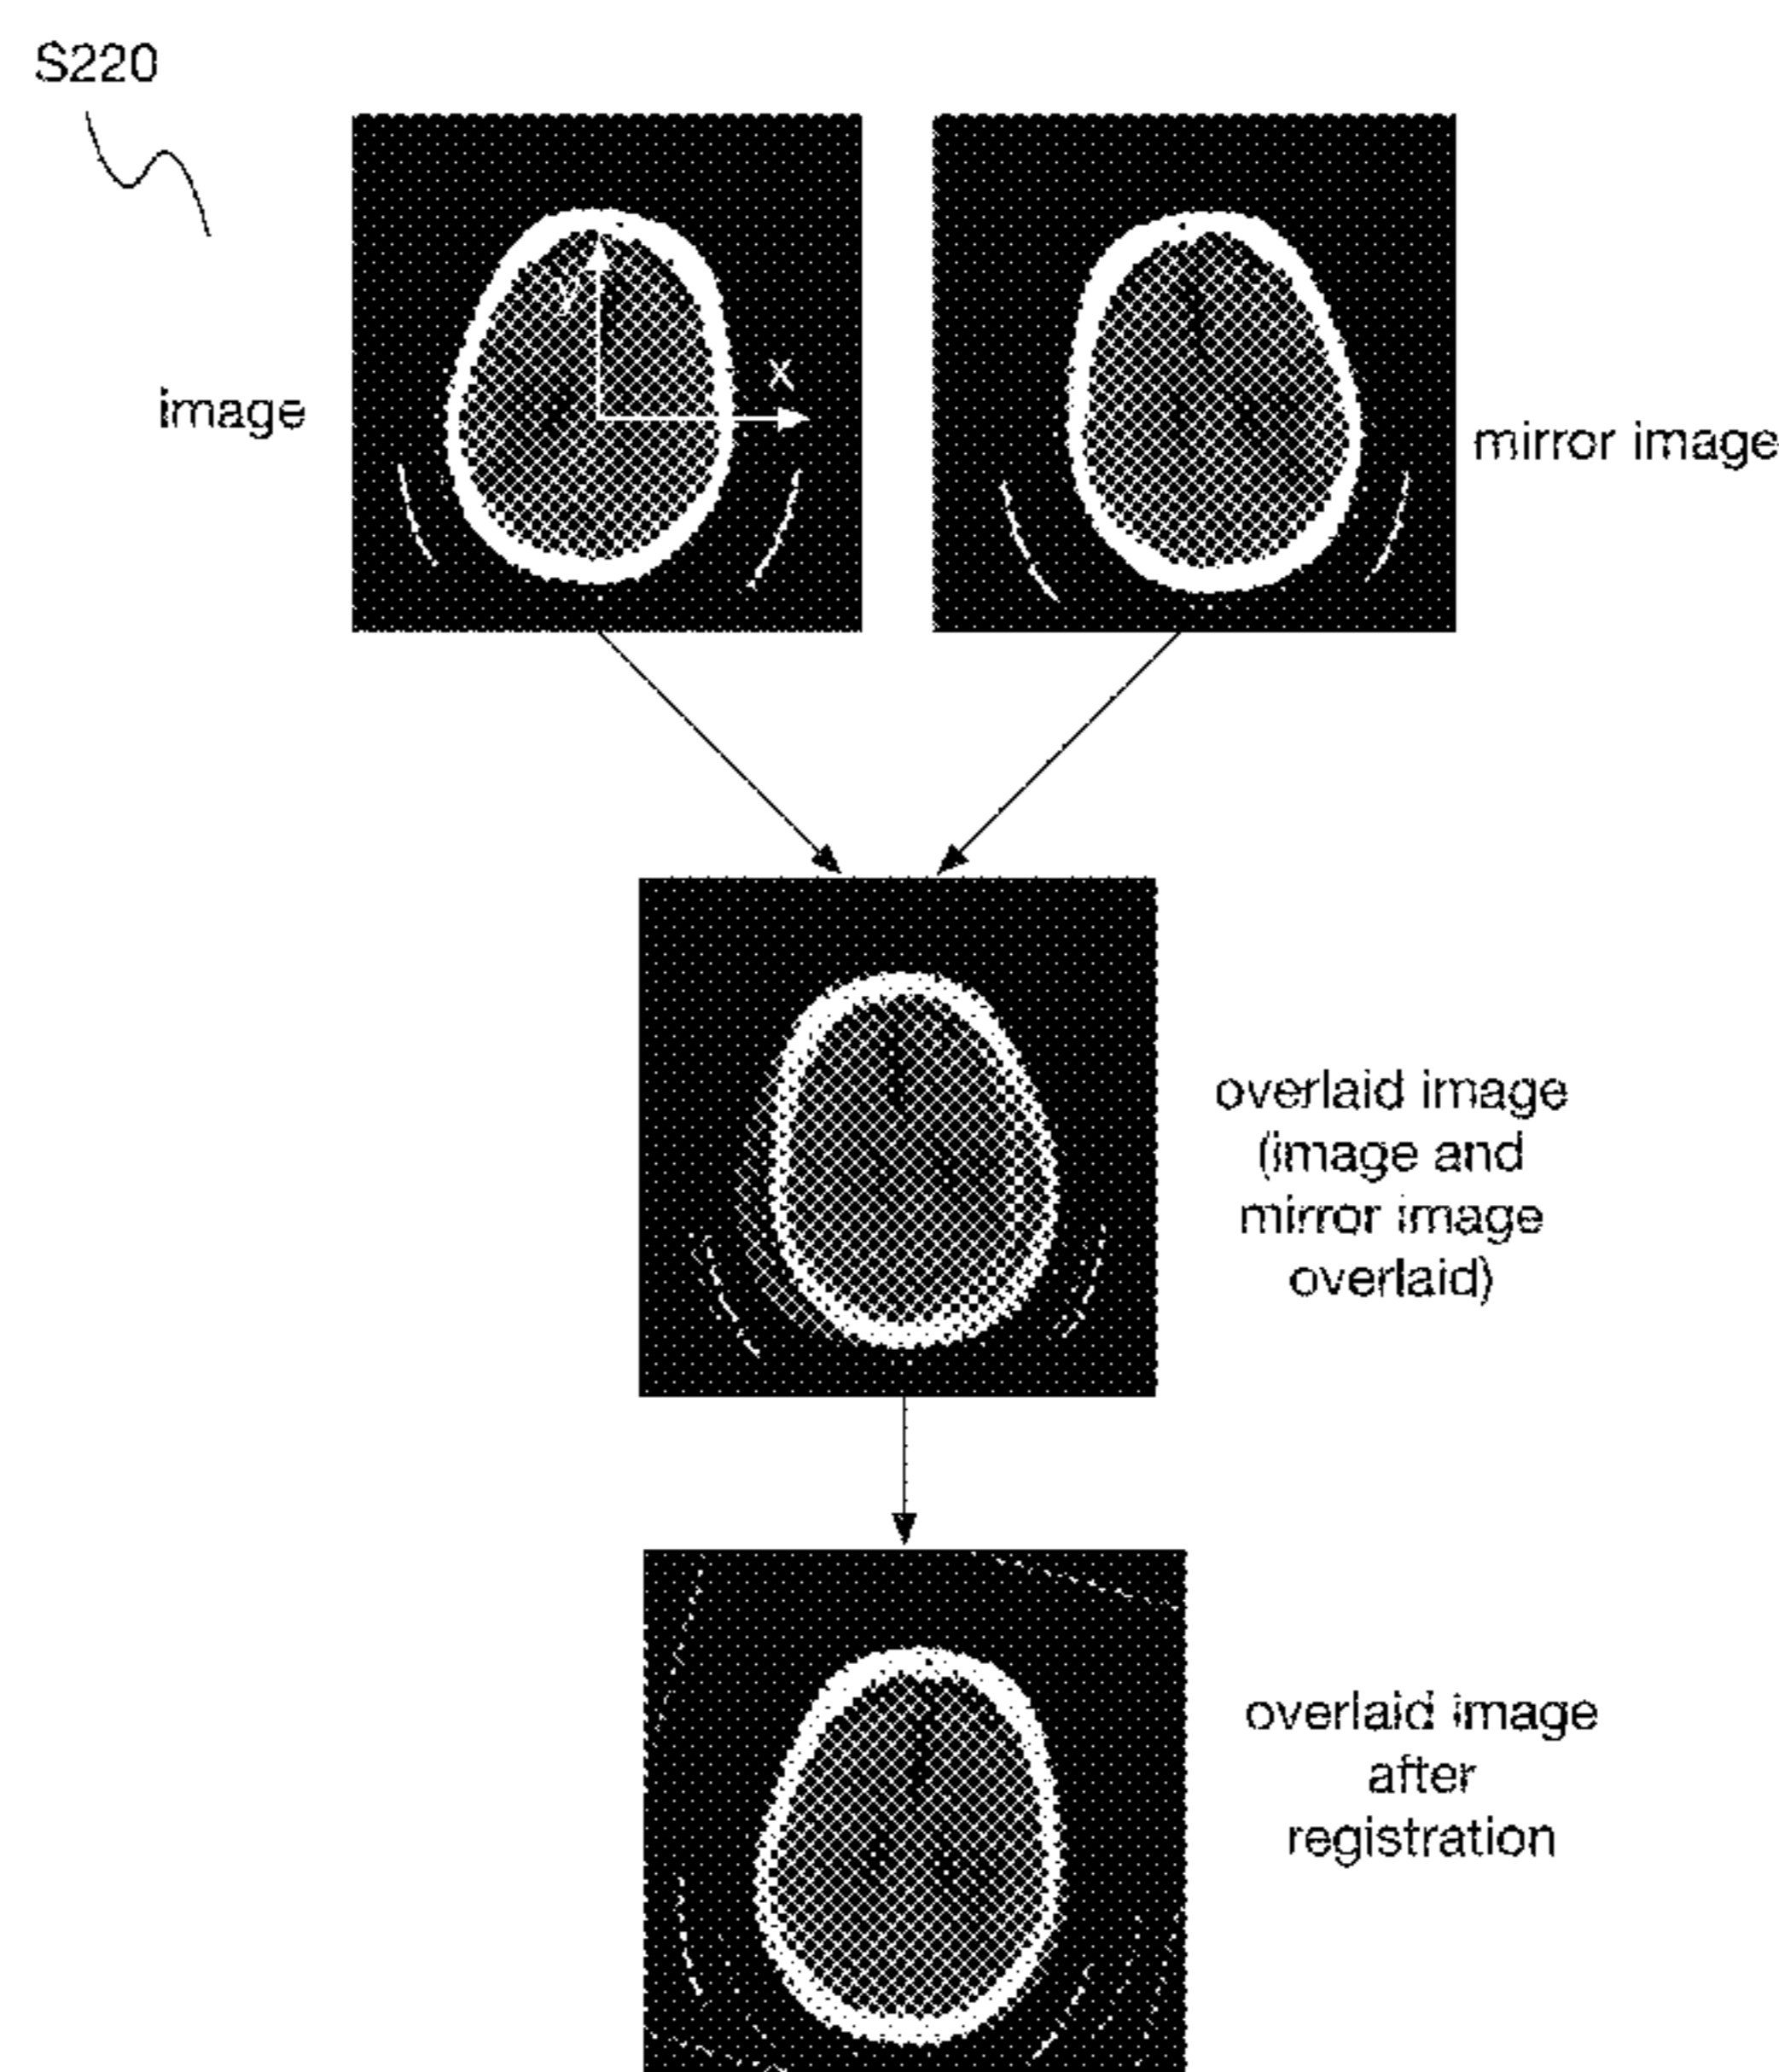 S220
image
y
x
mirror image
overlaid image
(image and
mirror image
overlaid)
overlaid image
after
registration